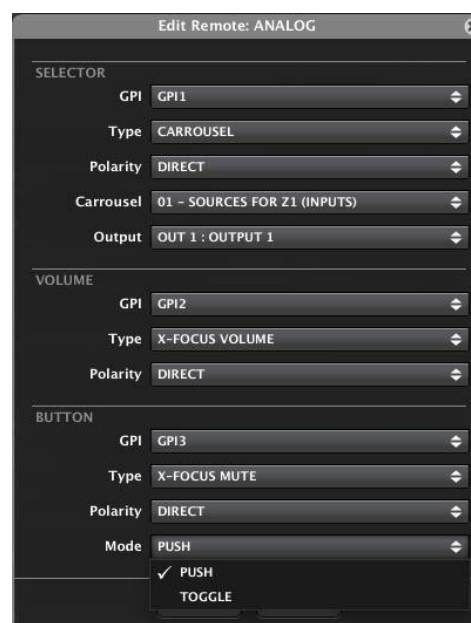 Edit Remote: ANALOG
SELECTOR
GPI GPI1
Type CARROUSEL
Polarity DIRECT
Carrousel 01 - SOURCES FOR Z1 (INPUTS)
Output OUT 1 : OUTPUT 1
VOLUME
GPI GPI2
Type X-FOCUS VOLUME
Polarity DIRECT
BUTTON
GPI GPI3
Type X-FOCUS MUTE
Polarity DIRECT
Mode PUSH
✓ PUSH
TOGGLE